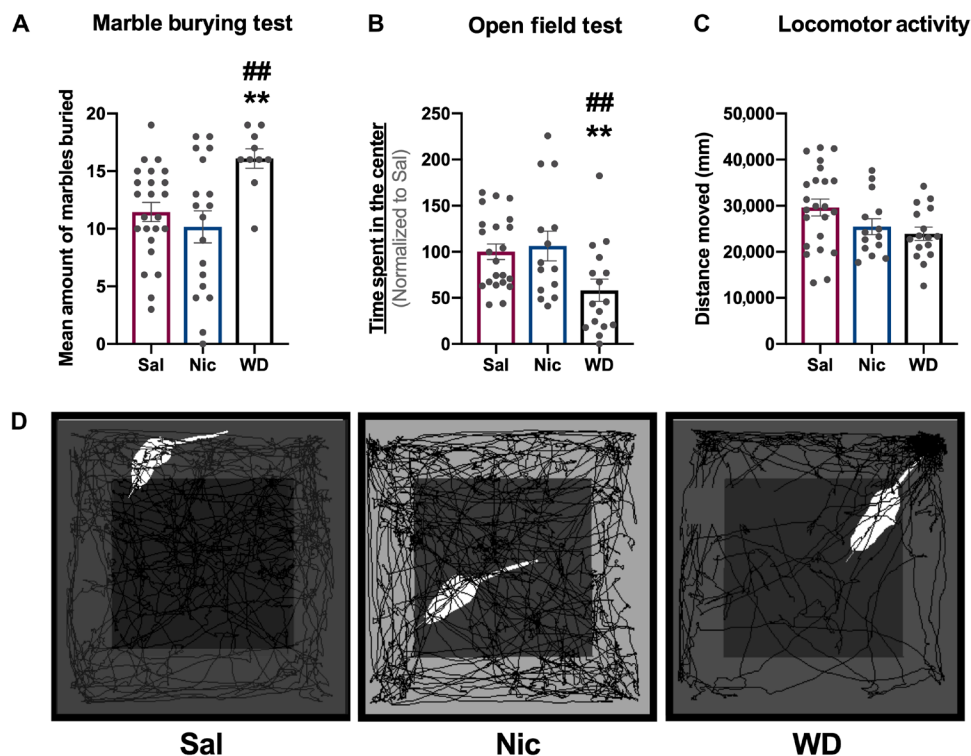 A
Marble burying test
Mean amount of marbles buried
20
15
10
5
0
##
**
Sal
Nic
WD
B
Open field test
Time spent in the center
(Normalized to Sal)
250
200
150
100
50
0
##
**
Sal
Nic
WD
C
Locomotor activity
Distance moved (mm)
50,000
40,000
30,000
20,000
10,000
0
Sal
Nic
WD
D
Sal
Nic
WD